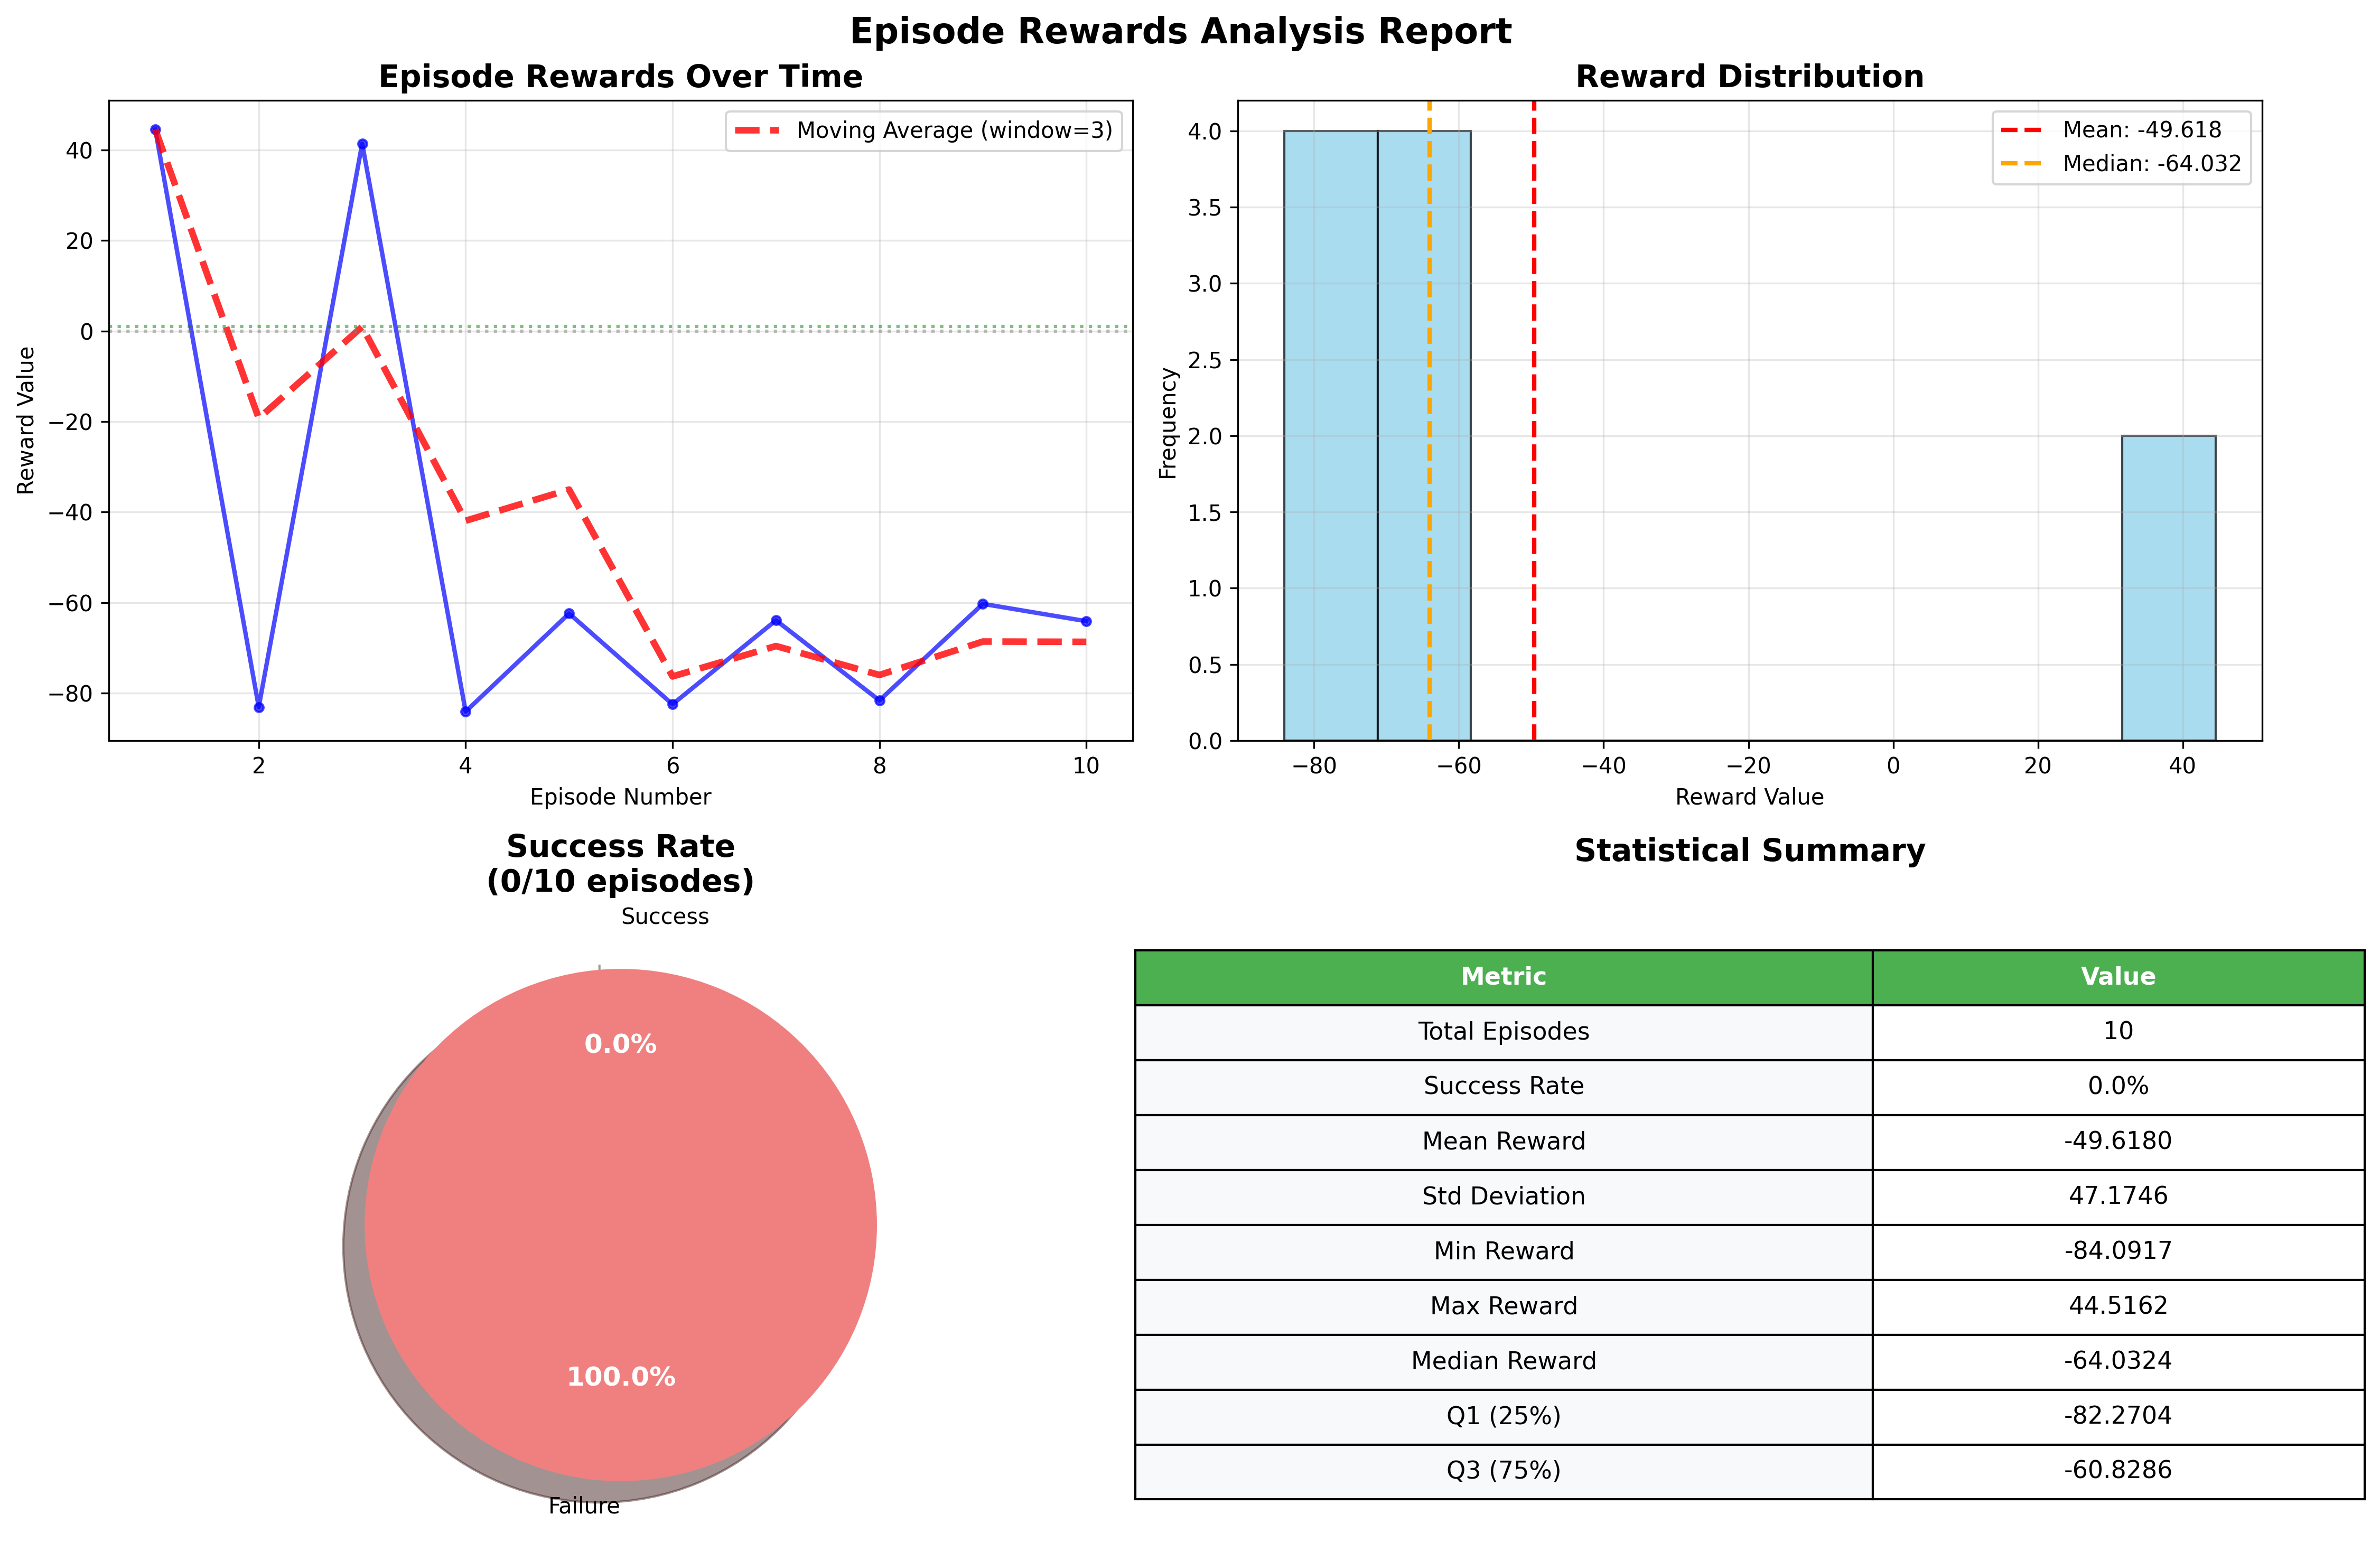 Episode Rewards Analysis Report
Episode Rewards Over Time
Moving Average (window=3)
40
20
0
−20
−40
−60
−80
Reward Value
2
4
6
8
10
Episode Number
Reward Distribution
Mean: -49.618
Median: -64.032
4.0
3.5
3.0
2.5
2.0
1.5
1.0
0.5
0.0
Frequency
−80
−60
−40
−20
0
20
40
Reward Value
Success Rate
(0/10 episodes)
Success
0.0%
100.0%
Failure
Statistical Summary
Metric Value
Total Episodes 10
Success Rate 0.0%
Mean Reward -49.6180
Std Deviation 47.1746
Min Reward -84.0917
Max Reward 44.5162
Median Reward -64.0324
Q1 (25%) -82.2704
Q3 (75%) -60.8286